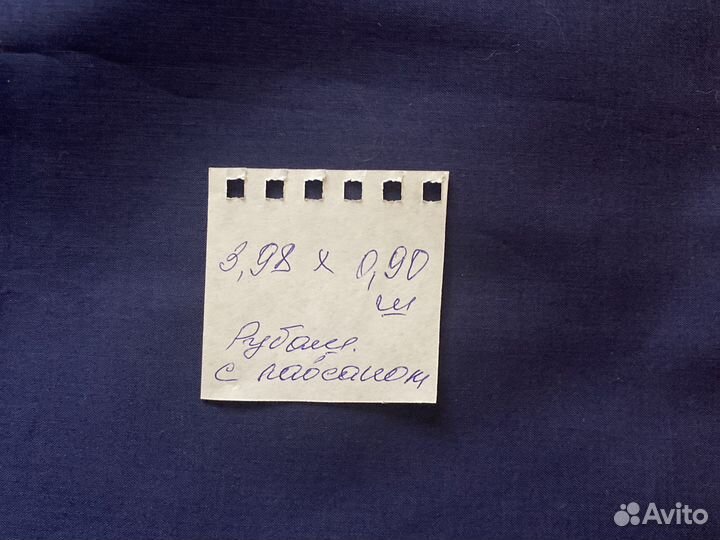 3,98 х 0,90
ш
Рубаш.
с лавсаном
Avito